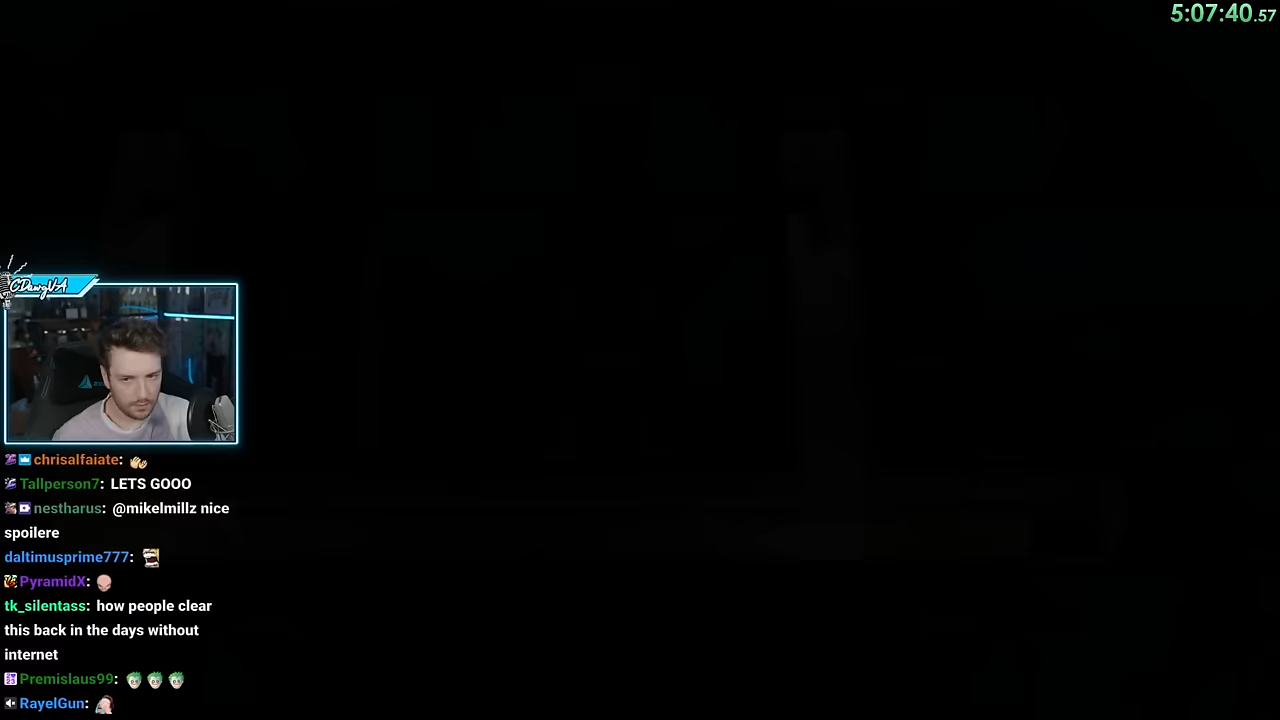 5:07:40.57
CDawgVA
chrisalfaiate:
Tallperson7: LETS GOOO
nestharus: @mikelmillz nice
spoilere
daltimusprime777:
PyramidX:
tk_silentass: how people clear
this back in the days without
internet
Premislaus99:
RayelGun: